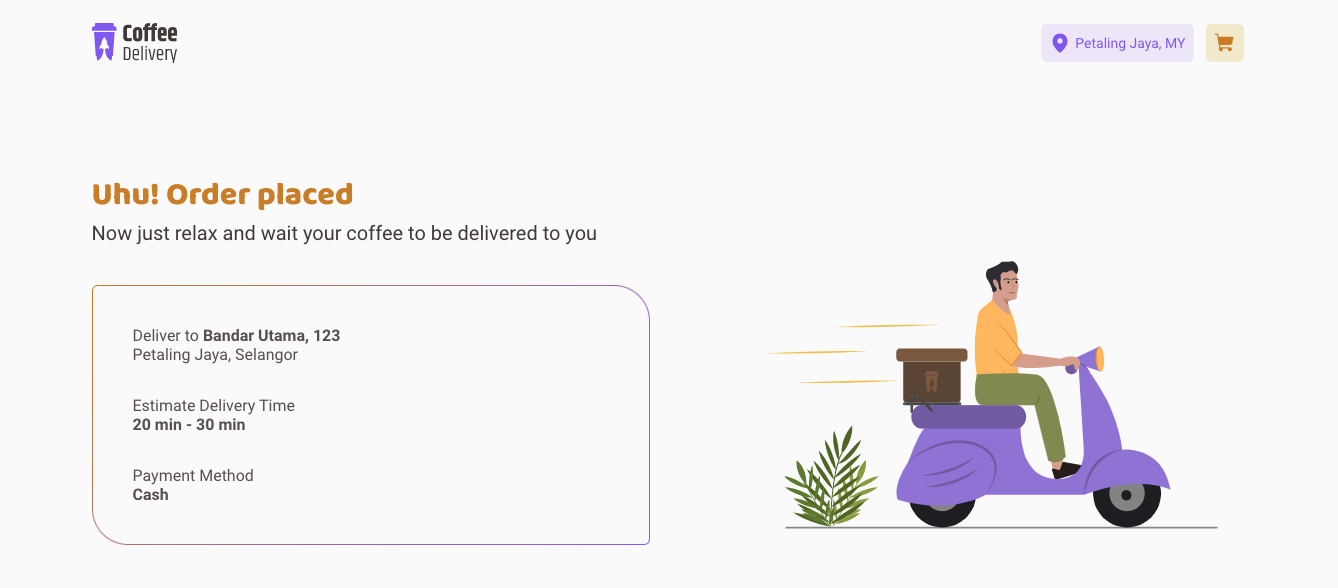 Coffee
Delivery
Petaling Jaya, MY
Uhu! Order placed
Now just relax and wait your coffee to be delivered to you
Deliver to Bandar Utama, 123
Petaling Jaya, Selangor
Estimate Delivery Time
20 min - 30 min
Payment Method
Cash